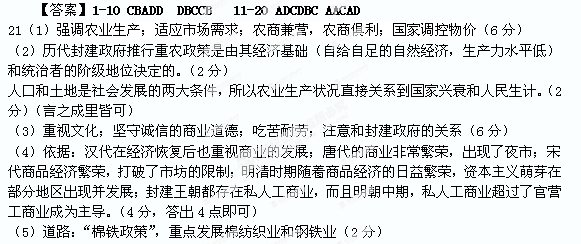 【答案】1-10 CBADD DBCCB 11-20 ADCDBC AACAD
21（1）强调农业生产；适应市场需求；农商兼营，农商俱利；国家调控物价（6 分）
（2）历代封建政府推行重农政策是由其经济基础（自给自足的自然经济，生产力水平低）
和统治者的阶级地位决定的。（2 分）
人口和土地是社会发展的两大条件，所以农业生产状况直接关系到国家兴衰和人民生计。（2
分）（言之成里皆可）
（3）重视文化；坚守诚信的商业道德；吃苦耐劳；注意和封建政府的关系（6 分）
（4）依据：汉代在经济恢复后也重视商业的发展；唐代的商业非常繁荣，出现了夜市；宋
代商品经济繁荣，打破了市坊的限制；明清时期随着商品经济的日益繁荣，资本主义萌芽在
部分地区出现并发展；封建王朝都存在私人工商业，而且明朝中期，私人工商业超过了官营
工商业成为主导。（4 分，答出 4 点即可）
（5）道路：“棉铁政策”，重点发展棉纺织业和钢铁业（2 分）